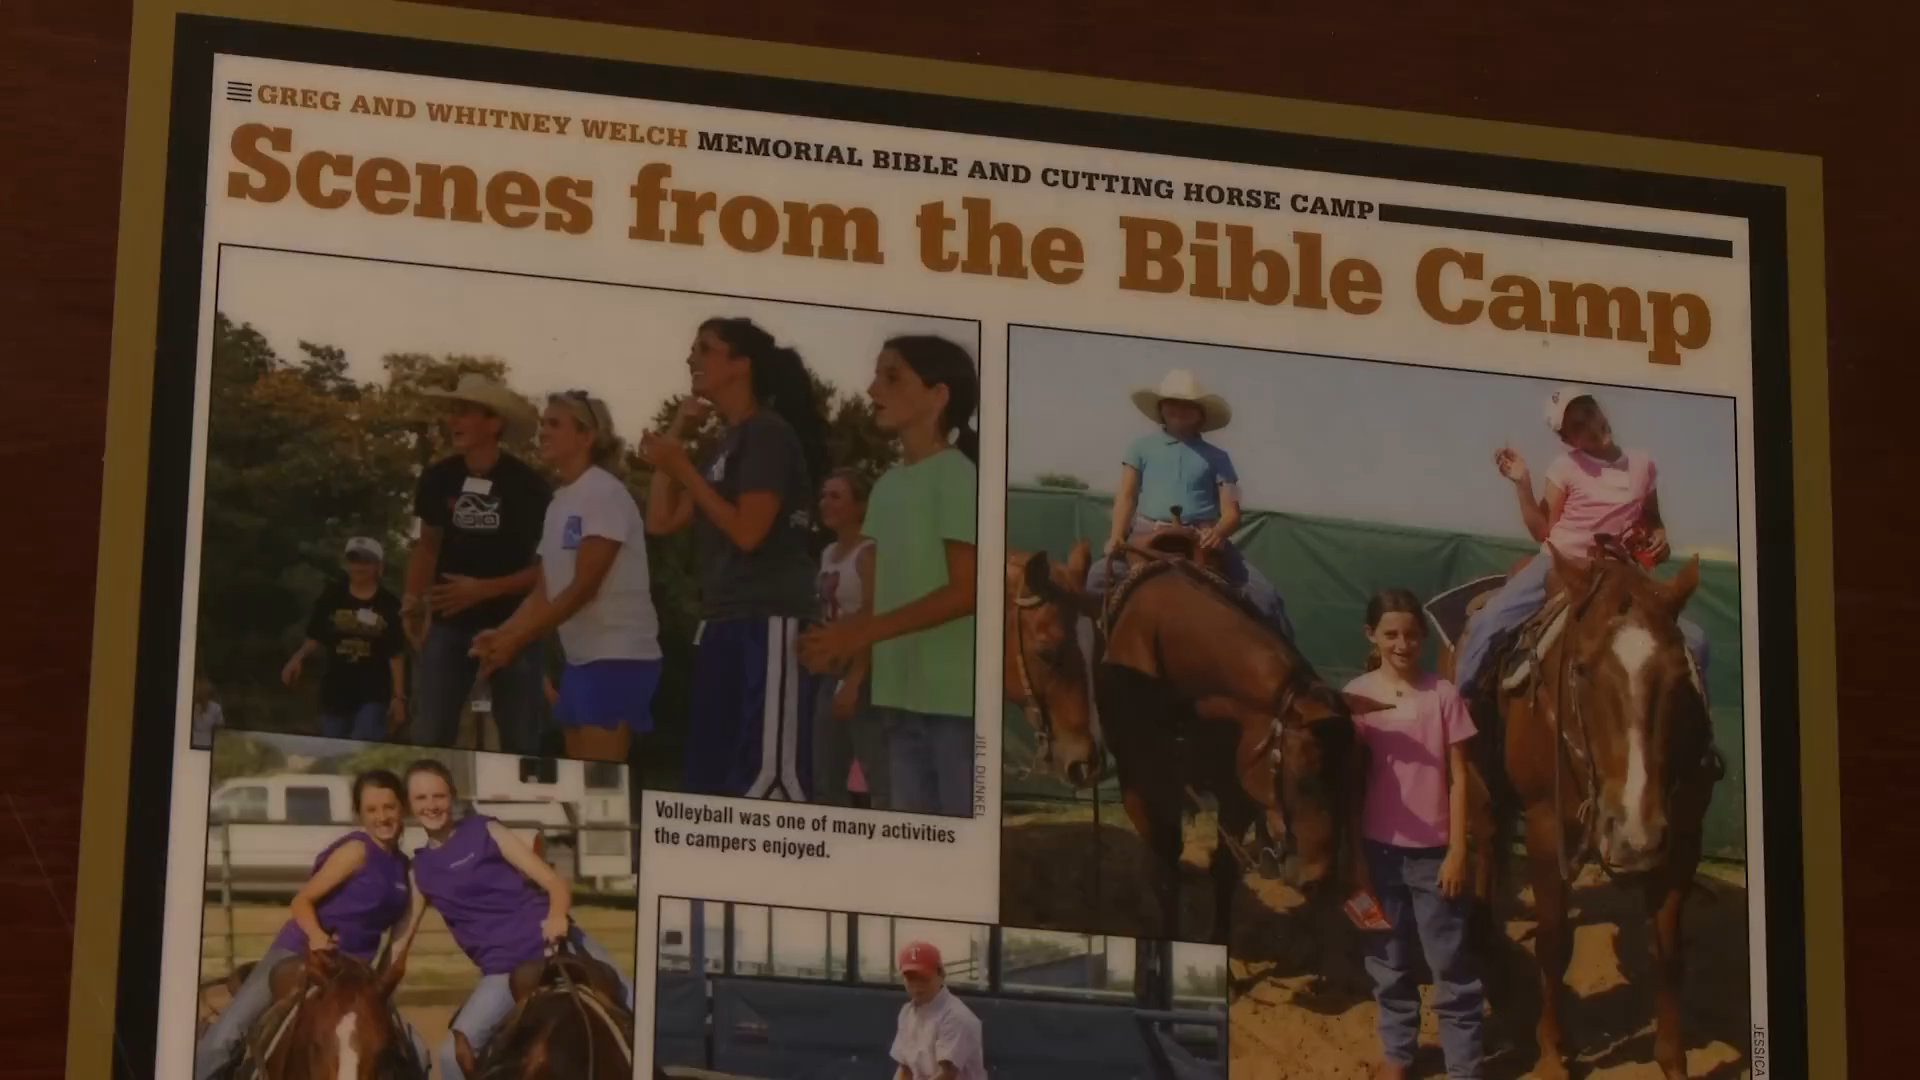 GREG AND WHITNEY WELCH MEMORIAL BIBLE AND CUTTING HORSE CAMP
Scenes from the Bible Camp
JILL DUNKEL
Volleyball was one of many activities
the campers enjoyed.
JESSICA
T